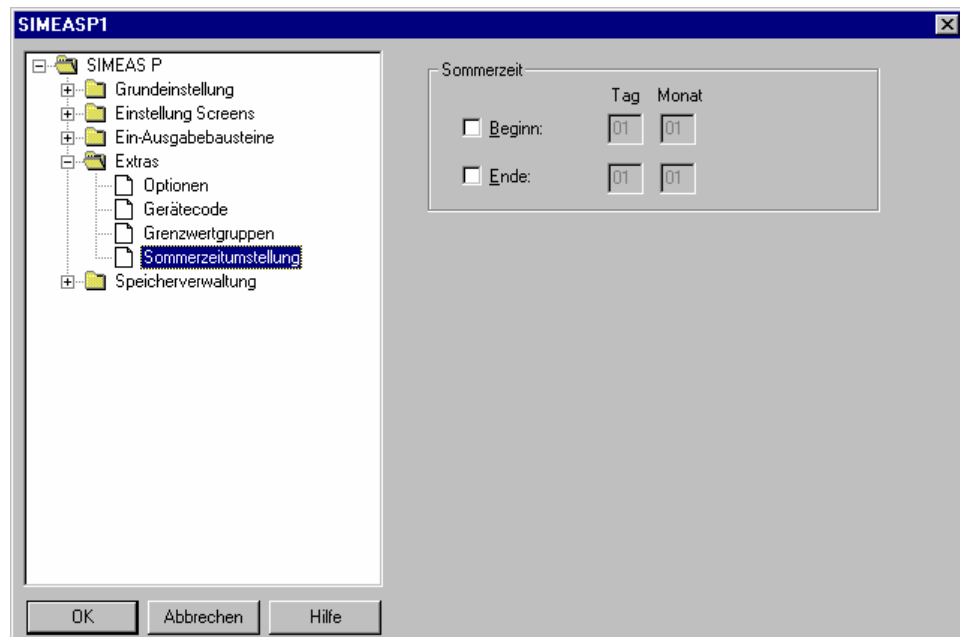 SIMEASP1
SIMEAS P
Grundeinstellung
Einstellung Screens
Ein-Ausgabebausteine
Extras
Optionen
Gerätecode
Grenzwertgruppen
Sommerzeitumstellung
Speicherverwaltung
Sommerzeit
Tag Monat
Beginn: 01 01
Ende: 01 01
OK Abbrechen Hilfe